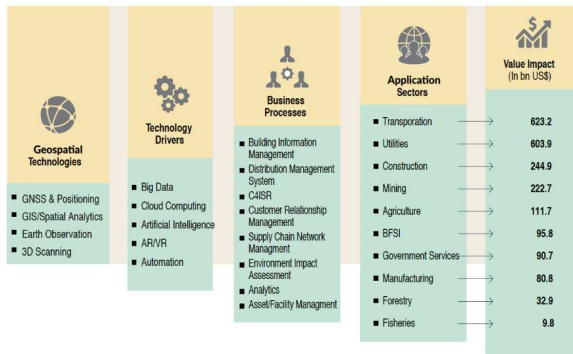 Geospatial
Technologies
GNSS & Positioning
GIS/Spatial Analytics
Earth Observation
3D Scanning
Technology
Drivers
Big Data
Cloud Computing
Artificial Intelligence
AR/VR
Automation
Business
Processes
Building Information
Management
Distribution Management
System
C4ISR
Customer Relationship
Management
Supply Chain Network
Managment
Environment Impact
Assessment
Analytics
Asset/Facility Managment
Application
Sectors
Transporation
Utilities
Construction
Mining
Agriculture
BFSI
Government Services
Manufacturing
Forestry
Fisheries
$
Value Impact
(In bn US$)
623.2
603.9
244.9
222.7
111.7
95.8
90.7
80.8
32.9
9.8